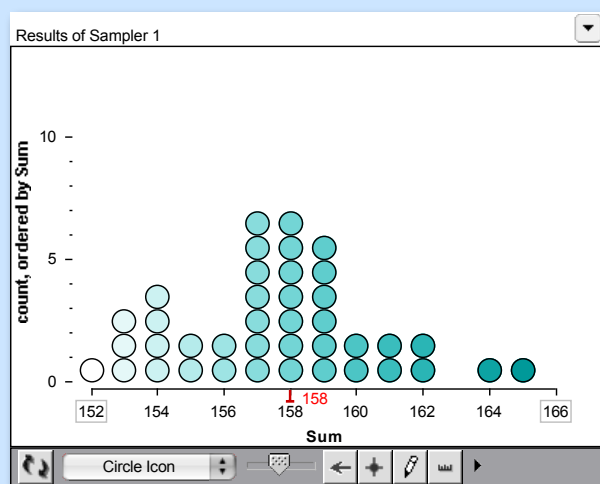 Results of Sampler 1
count, ordered by Sum
10
5
0
158
152 154 156 158 160 162 164 166
Sum
Circle Icon